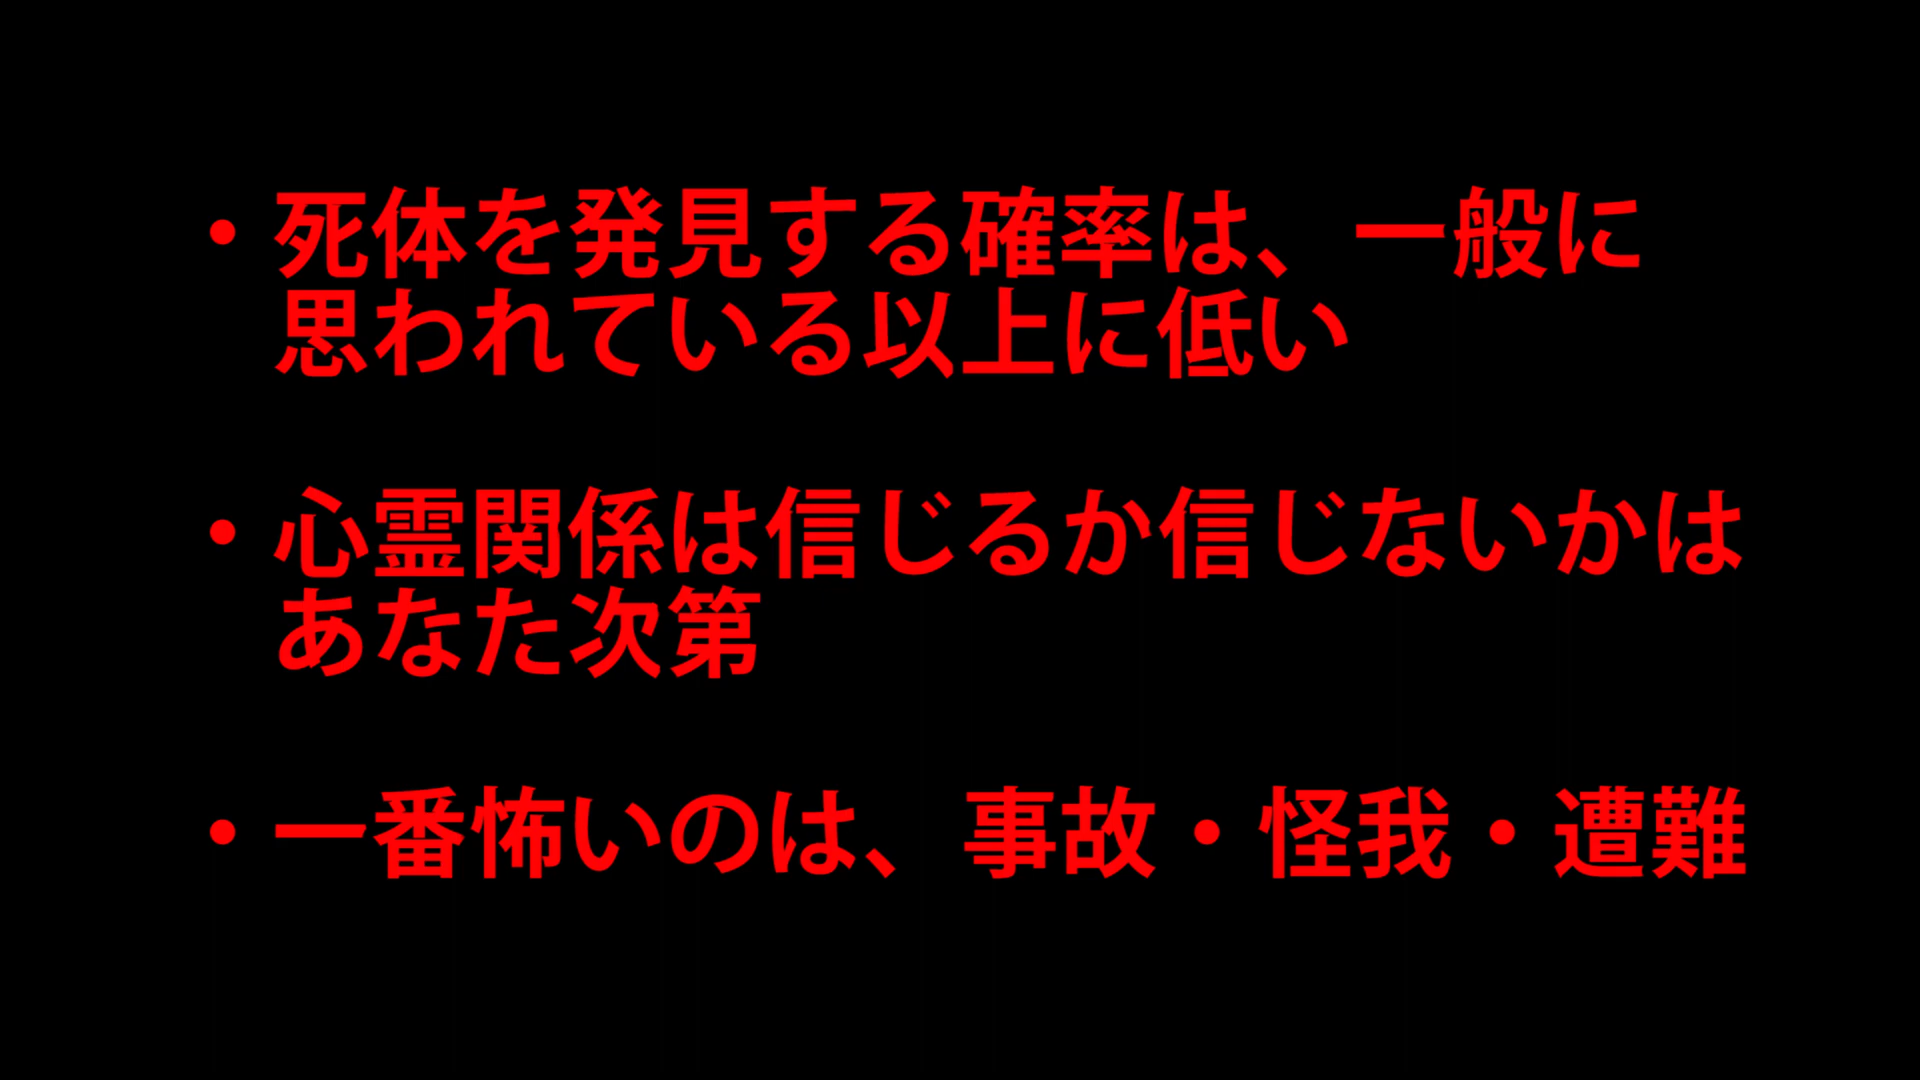 ・死体を発見する確率は、一般に
思われている以上に低い
・心霊関係は信じるか信じないかは
あなた次第
・一番怖いのは、事故・怪我・遭難